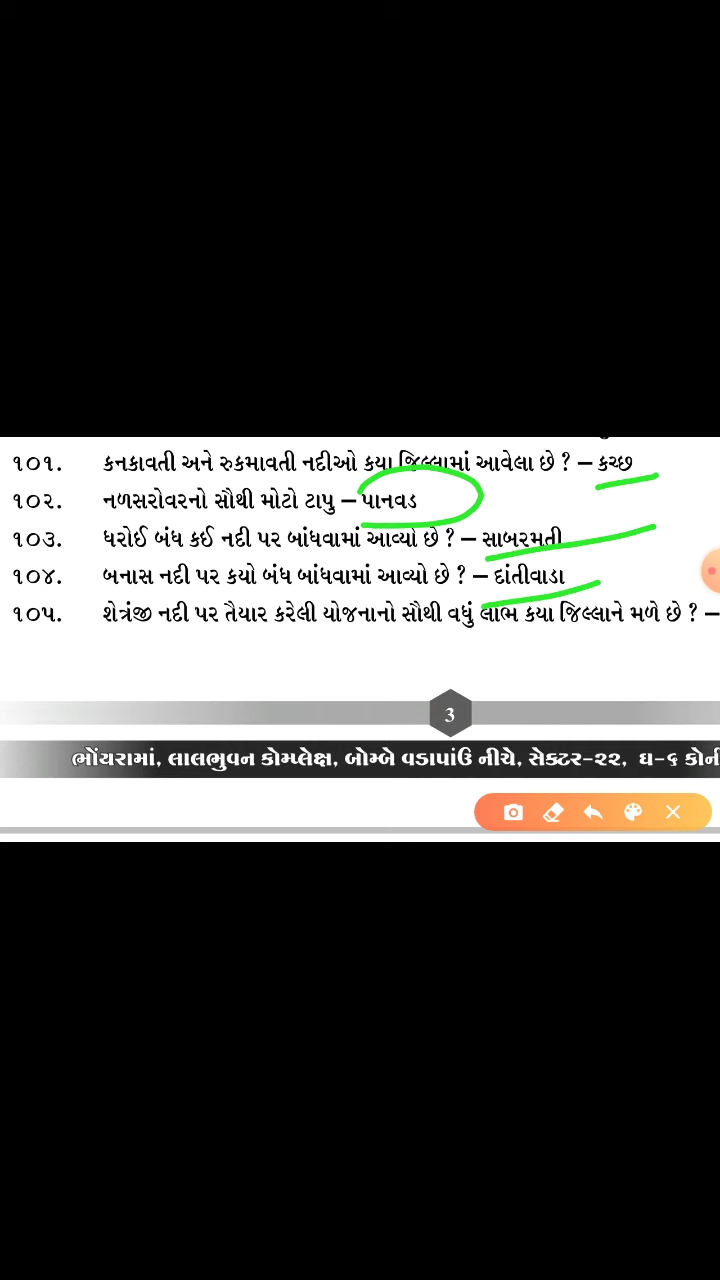 ૧૦૧. કનકાવતી અને રુકમાવતી નદીઓ કયા જિલ્લામાં આવેલા છે ? – કચ્છ
૧૦૨. નળસરોવરનો સૌથી મોટો ટાપુ – પાનવડ
૧૦૩. ધરોઈ બંધ કઈ નદી પર બાંધવામાં આવ્યો છે ? – સાબરમતી
૧૦૪. બનાસ નદી પર કયો બંધ બાંધવામાં આવ્યો છે ? – દાંતીવાડા
૧૦૫. શેત્રંજી નદી પર તૈયાર કરેલી યોજનાનો સૌથી વધું લાભ કયા જિલ્લાને મળે છે ? –
3
ભોંયરામાં, લાલભુવન કોમ્પ્લેક્ષ, બોમ્બે વડાપાંઉ નીચે, સેક્ટર-૨૨, ઘ-૬ કોની